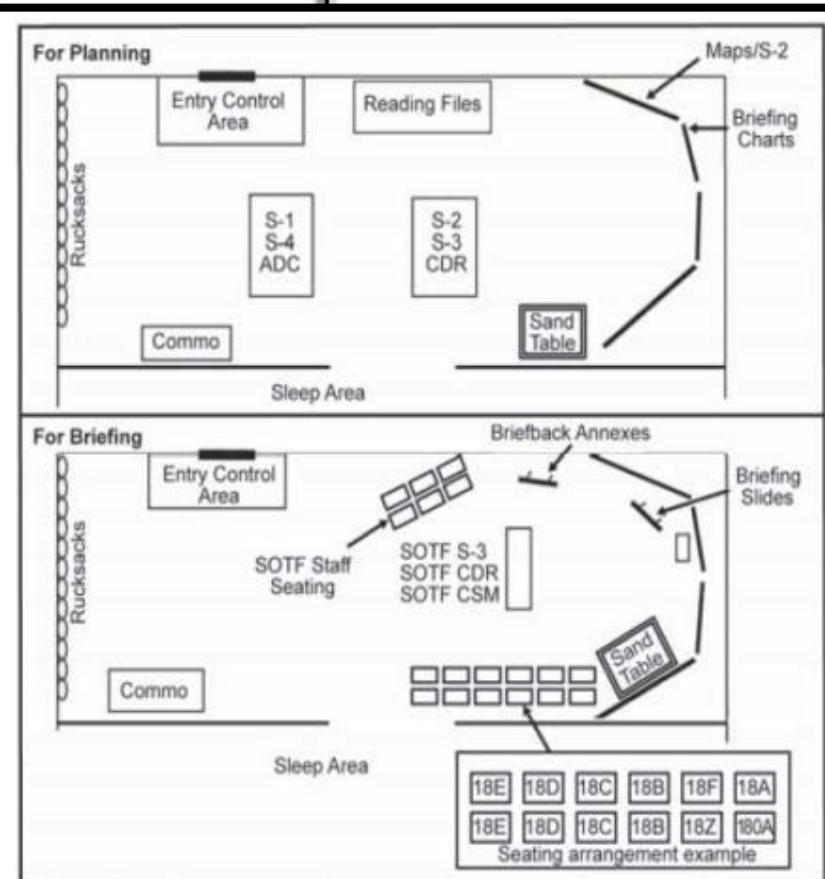 For Planning
Maps/S-2
Entry Control
Area
Reading Files
Briefing
Charts
Rucksacks
S-1
S-4
ADC
S-2
S-3
CDR
Sand
Table
Commo
Sleep Area
For Briefing
Briefback Annexes
Entry Control
Area
Briefing
Slides
Rucksacks
SOTF Staff
Seating
SOTF S-3
SOTF CDR
SOTF CSM
Sand
Table
Commo
Sleep Area
18E 18D 18C 18B 18F 18A
18E 18D 18C 18B 18Z 180A
Seating arrangement example